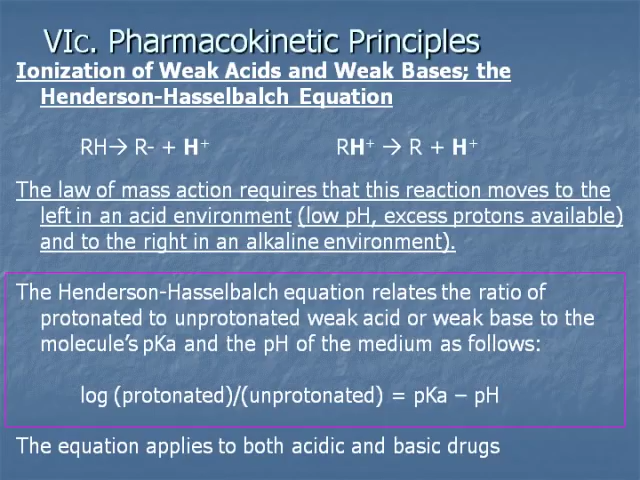 VIC. Pharmacokinetic Principles
Ionization of Weak Acids and Weak Bases; the
Henderson-Hasselbalch Equation
RH→ R- + H⁺ RH⁺ → R + H⁺
The law of mass action requires that this reaction moves to the
left in an acid environment (low pH, excess protons available)
and to the right in an alkaline environment).
The Henderson-Hasselbalch equation relates the ratio of
protonated to unprotonated weak acid or weak base to the
molecule’s pKa and the pH of the medium as follows:
log (protonated)/(unprotonated) = pKa – pH
The equation applies to both acidic and basic drugs